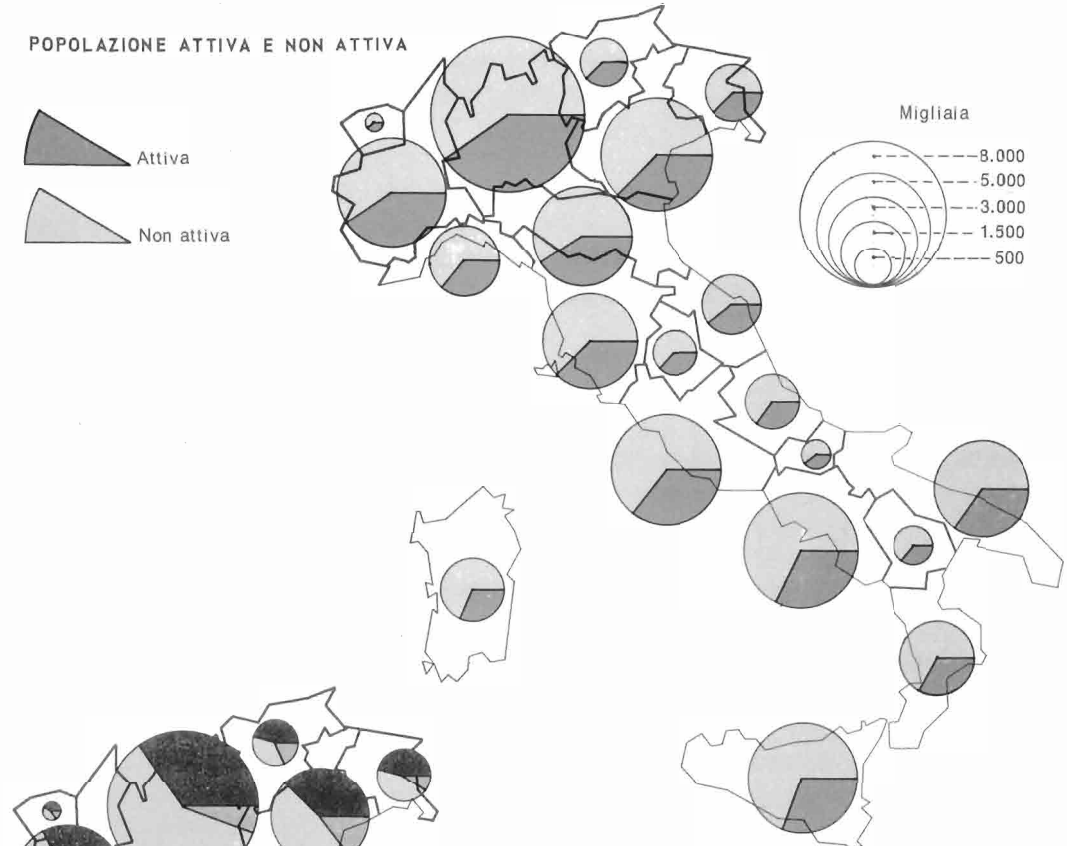 POPOLAZIONE ATTIVA E NON ATTIVA
Attiva
Non attiva
Migliaia
8.000
5.000
3.000
1.500
500